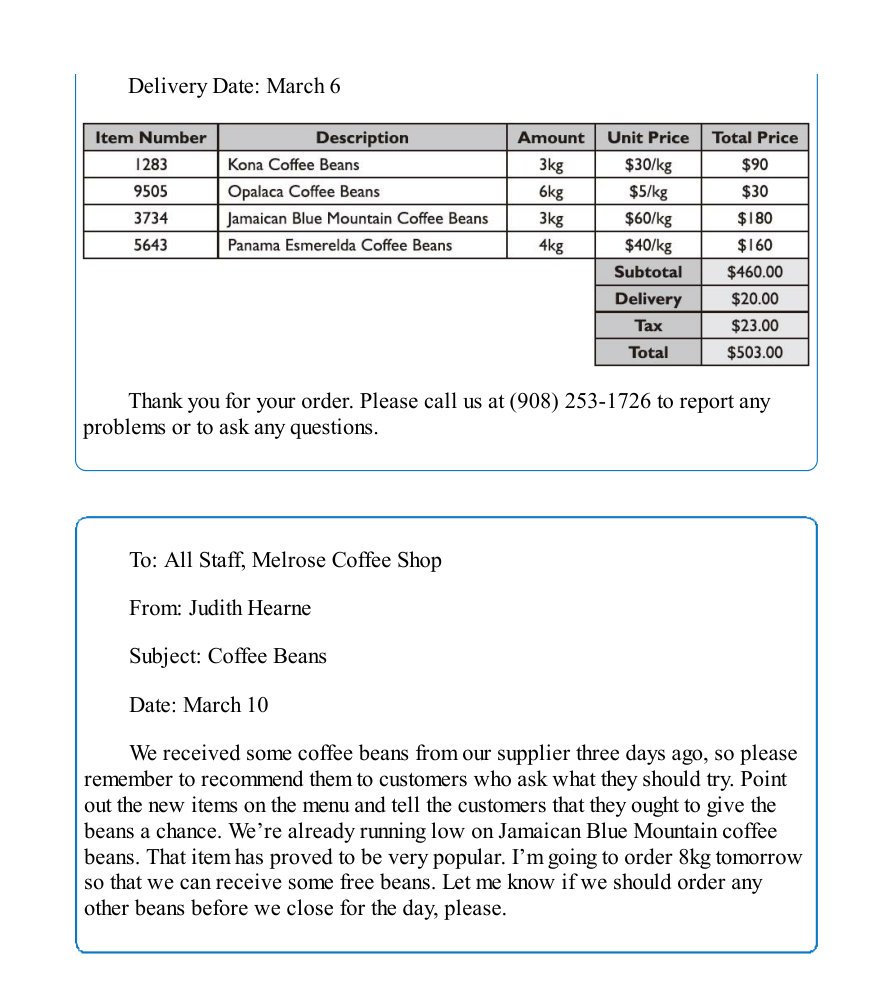 Delivery Date: March 6
Item Number Description Amount Unit Price Total Price
1283 Kona Coffee Beans 3kg $30/kg $90
9505 Opalaca Coffee Beans 6kg $5/kg $30
3734 Jamaican Blue Mountain Coffee Beans 3kg $60/kg $180
5643 Panama Esmerelda Coffee Beans 4kg $40/kg $160
Subtotal $460.00
Delivery $20.00
Tax $23.00
Total $503.00
Thank you for your order. Please call us at (908) 253-1726 to report any
problems or to ask any questions.
To: All Staff, Melrose Coffee Shop
From: Judith Hearne
Subject: Coffee Beans
Date: March 10
We received some coffee beans from our supplier three days ago, so please
remember to recommend them to customers who ask what they should try. Point
out the new items on the menu and tell the customers that they ought to give the
beans a chance. We’re already running low on Jamaican Blue Mountain coffee
beans. That item has proved to be very popular. I’m going to order 8kg tomorrow
so that we can receive some free beans. Let me know if we should order any
other beans before we close for the day, please.